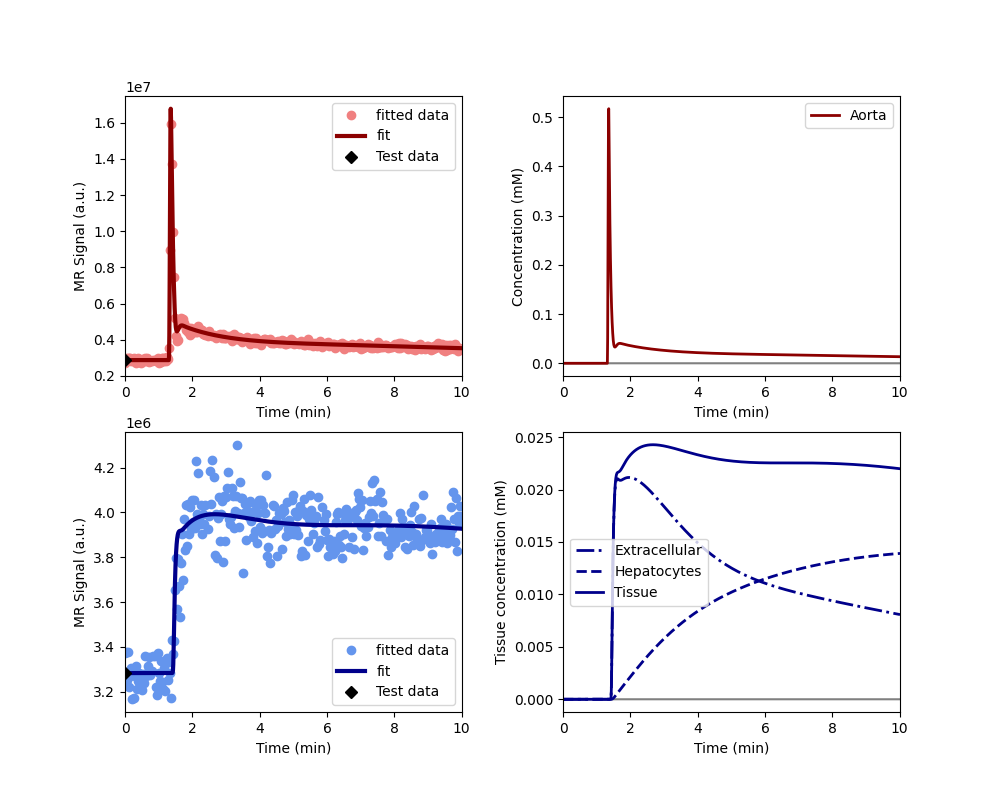 1e7
MR Signal (a.u.)
1.6
1.4
1.2
1.0
0.8
0.6
0.4
0.2
0 2 4 6 8 10
Time (min)
fitted data
fit
Test data
Concentration (mM)
0.5
0.4
0.3
0.2
0.1
0.0
0 2 4 6 8 10
Time (min)
Aorta
1e6
MR Signal (a.u.)
4.2
4.0
3.8
3.6
3.4
3.2
0 2 4 6 8 10
Time (min)
fitted data
fit
Test data
Tissue concentration (mM)
0.025
0.020
0.015
0.010
0.005
0.000
0 2 4 6 8 10
Time (min)
Extracellular
Hepatocytes
Tissue